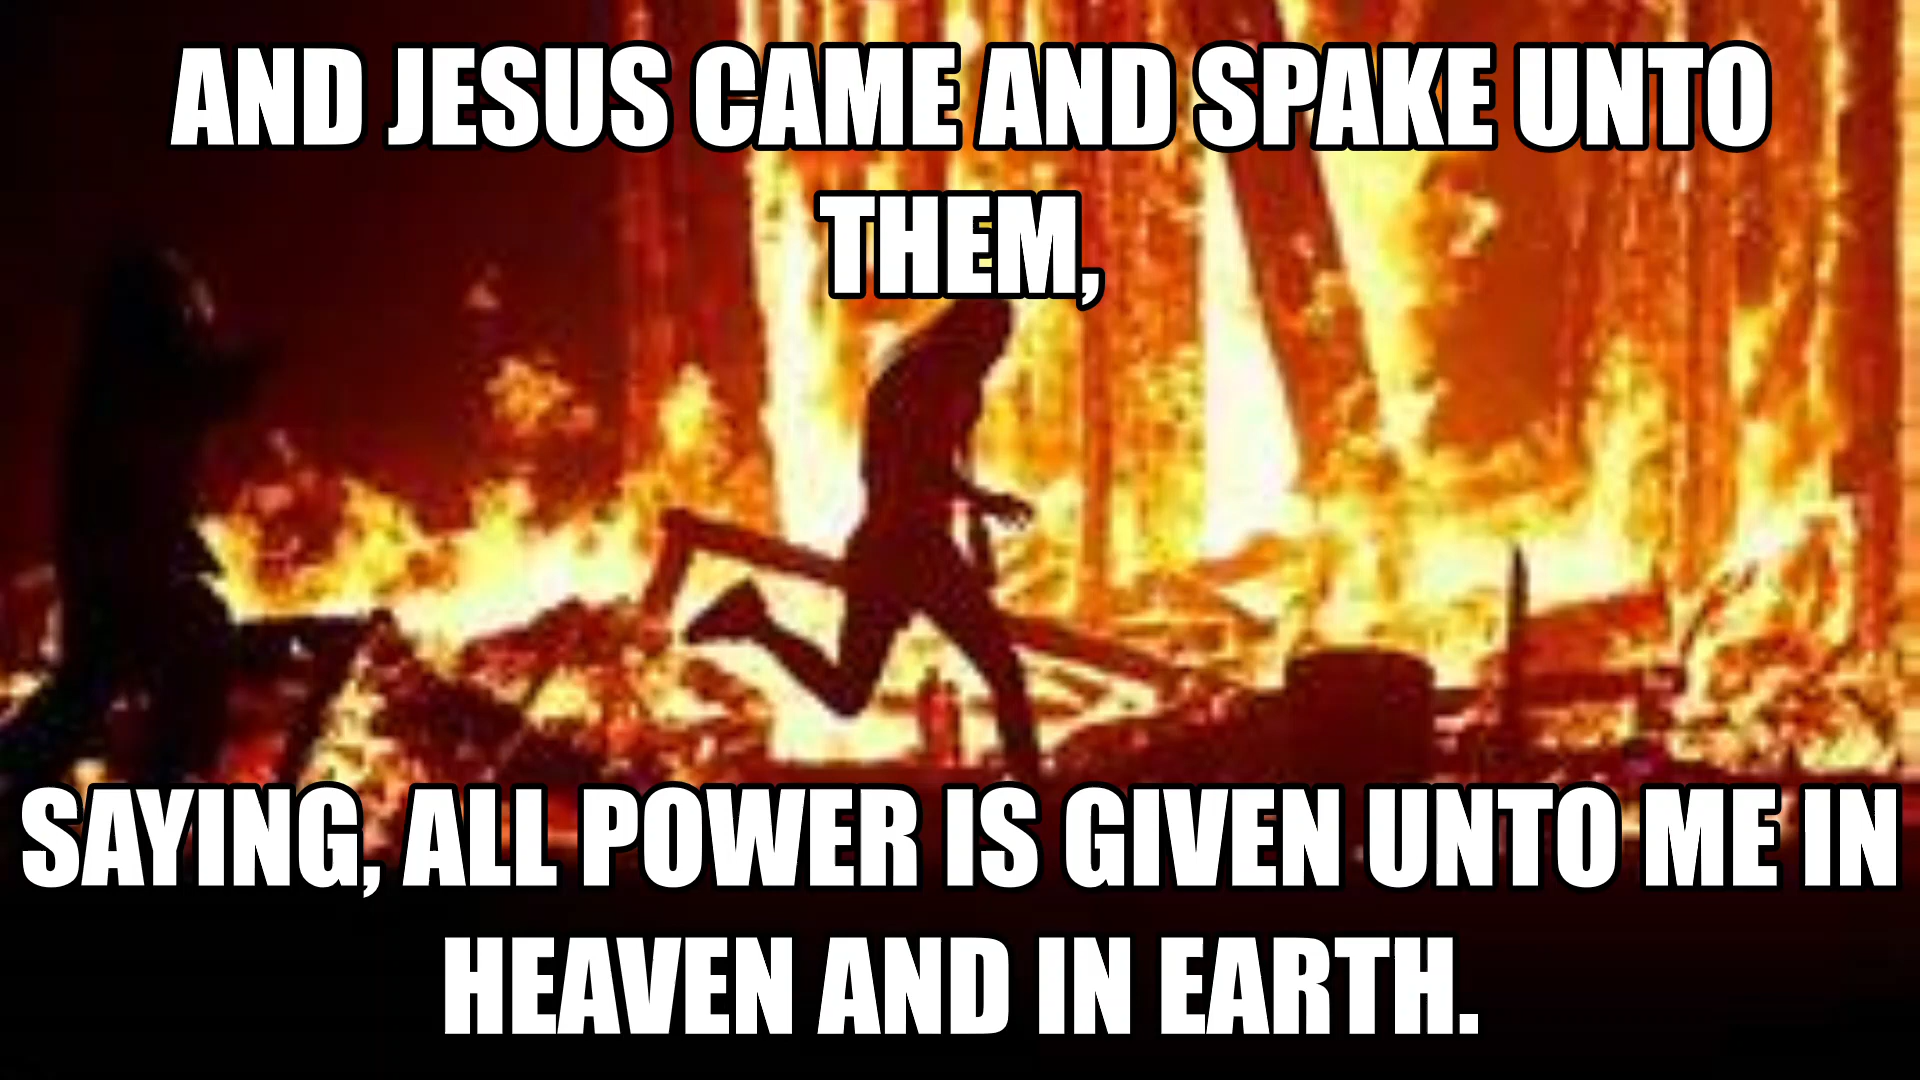 AND JESUS CAME AND SPAKE UNTO
THEM,
SAYING, ALL POWER IS GIVEN UNTO ME IN
HEAVEN AND IN EARTH.